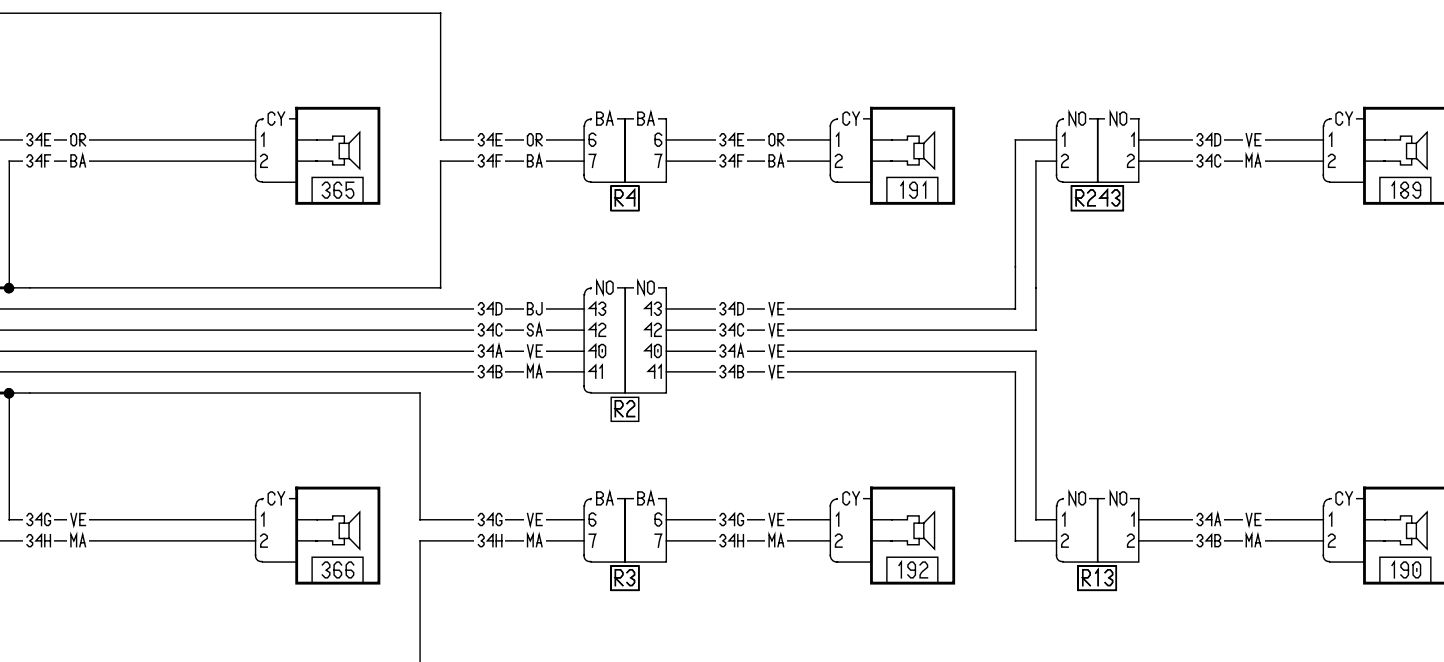 CY BA BA CY NO NO CY
34E OR 1 34E OR 6 6 34E OR 1 1 1 34D VE 1
34F BA 2 34F BA 7 7 34F BA 2 2 2 34C MA 2
365 R4 191 R243 189
NO NO
34D BJ 43 43 34D VE
34C SA 42 42 34C VE
34A VE 40 40 34A VE
34B MA 41 41 34B VE
R2
CY BA BA CY NO NO CY
34G VE 1 34G VE 6 6 34G VE 1 1 1 34A VE 1
34H MA 2 34H MA 7 7 34H MA 2 2 2 34B MA 2
366 R3 192 R13 190